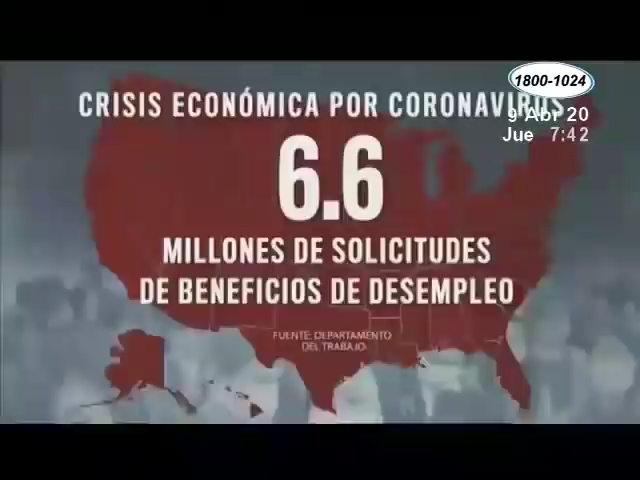 1800-1024
CRISIS ECONÓMICA POR CORONAVIRUS
9 Abr 20
Jue 7:42
6.6
MILLONES DE SOLICITUDES
DE BENEFICIOS DE DESEMPLEO
FUENTE: DEPARTAMENTO
DEL TRABAJO